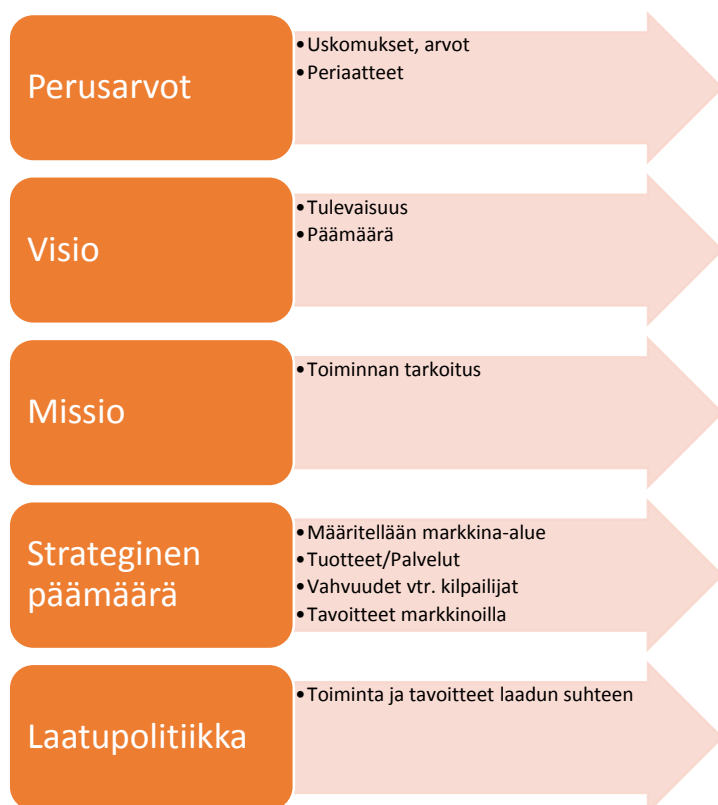 Perusarvot
•Uskomukset, arvot
•Periaatteet
Visio
•Tulevaisuus
•Päämäärä
Missio
•Toiminnan tarkoitus
Strateginen
päämäärä
•Määritellään markkina-alue
•Tuotteet/Palvelut
•Vahvuudet vtr. kilpailijat
•Tavoitteet markkinoilla
Laatupolitiikka
•Toiminta ja tavoitteet laadun suhteen